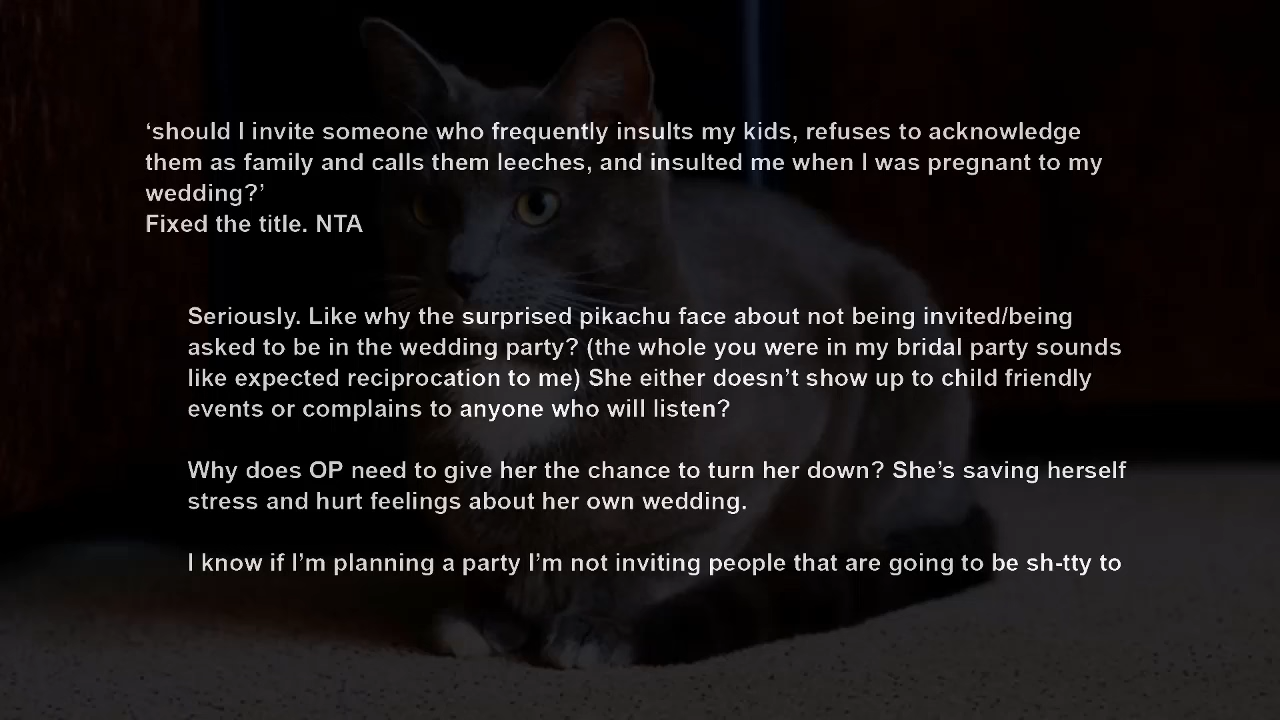 ‘should I invite someone who frequently insults my kids, refuses to acknowledge
them as family and calls them leeches, and insulted me when I was pregnant to my
wedding?’
Fixed the title. NTA
Seriously. Like why the surprised pikachu face about not being invited/being
asked to be in the wedding party? (the whole you were in my bridal party sounds
like expected reciprocation to me) She either doesn’t show up to child friendly
events or complains to anyone who will listen?
Why does OP need to give her the chance to turn her down? She’s saving herself
stress and hurt feelings about her own wedding.
I know if I’m planning a party I’m not inviting people that are going to be sh-tty to